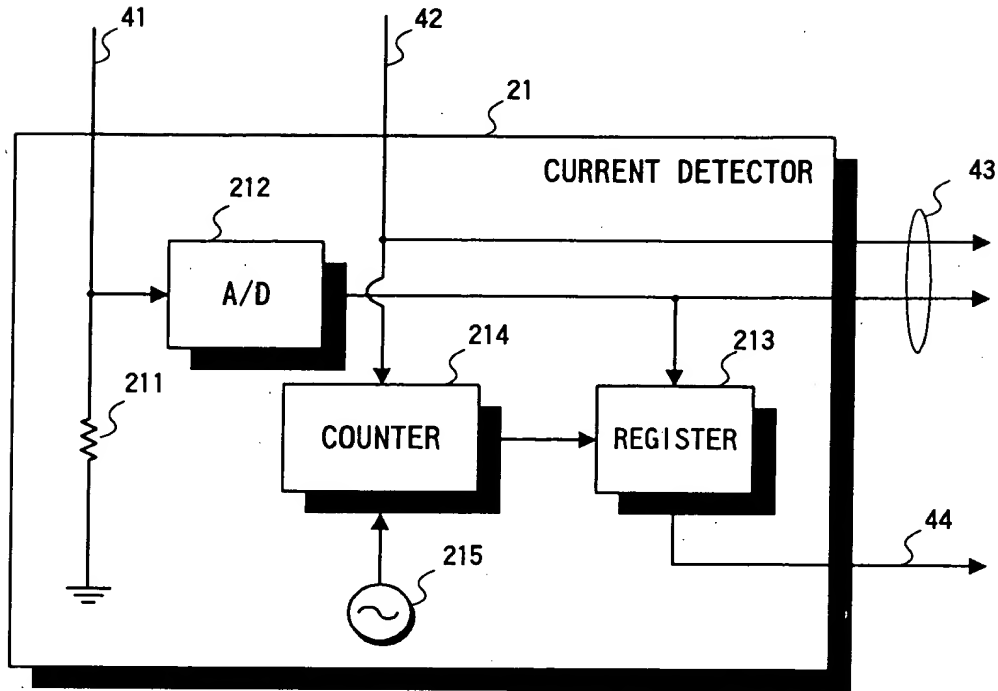 41
42
21
CURRENT DETECTOR
43
212
A/D
214
213
211
COUNTER
REGISTER
215
44